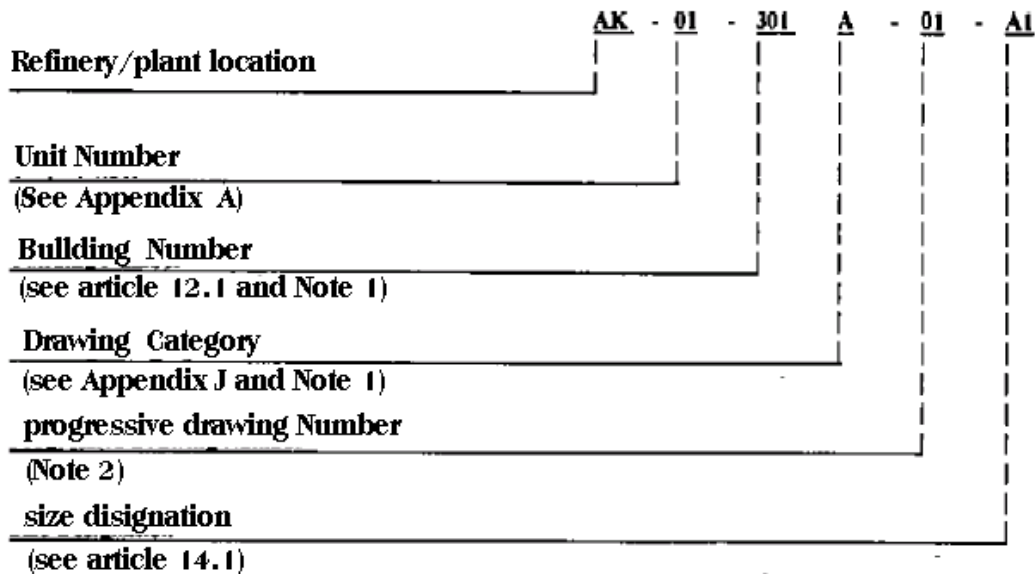 AK - 01 - 301 A - 01 - A1
Refinery/plant location
Unit Number
(See Appendix A)
Building Number
(see article 12.1 and Note 1)
Drawing Category
(see Appendix J and Note 1)
progressive drawing Number
(Note 2)
size disignation
(see article 14.1)